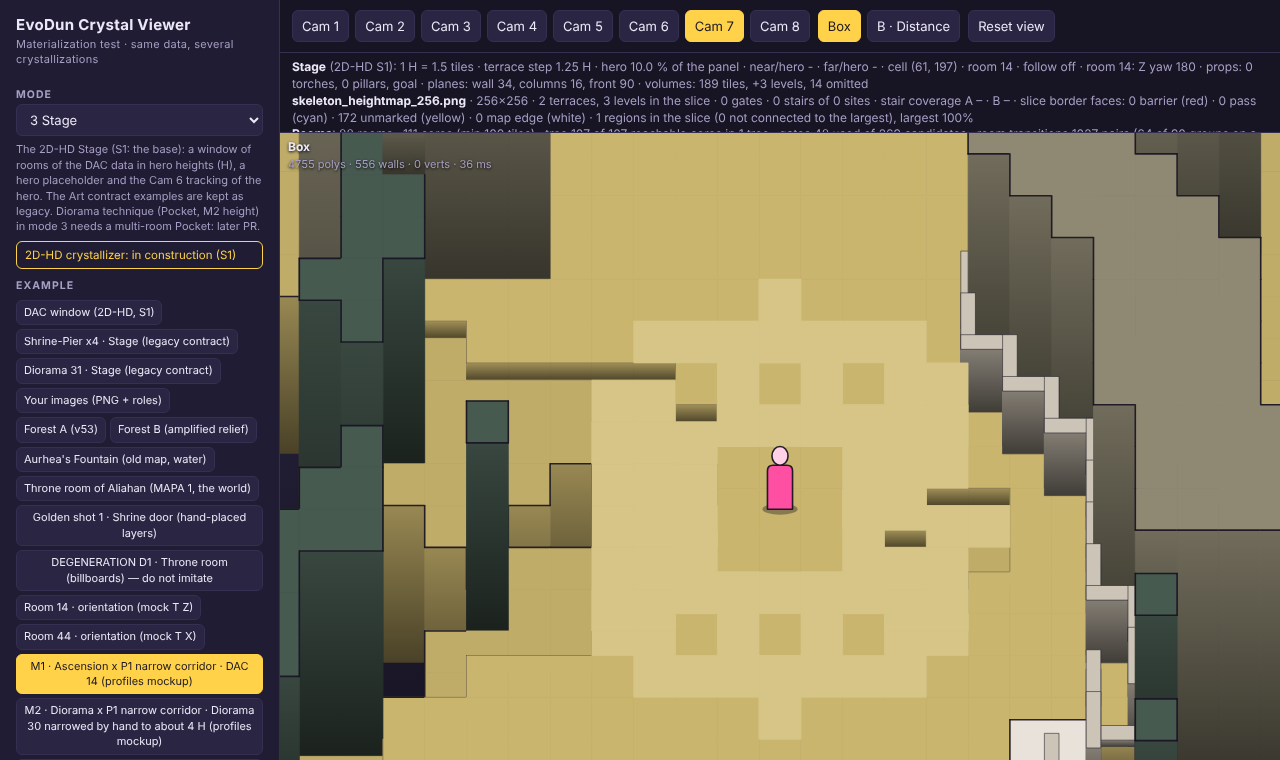 EvoDun Crystal Viewer
Materialization test · same data, several
crystallizations
MODE
3 Stage
The 2D-HD Stage (S1: the base): a window of
rooms of the DAC data in hero heights (H), a
hero placeholder and the Cam 6 tracking of the
hero. The Art contract examples are kept as
legacy. Diorama technique (Pocket, M2 height)
in mode 3 needs a multi-room Pocket: later PR.
2D-HD crystallizer: in construction (S1)
EXAMPLE
DAC window (2D-HD, S1)
Shrine-Pier x4 · Stage (legacy contract)
Diorama 31 · Stage (legacy contract)
Your images (PNG + roles)
Forest A (v53) Forest B (amplified relief)
Aurhea's Fountain (old map, water)
Throne room of Aliahan (MAPA 1, the world)
Golden shot 1 · Shrine door (hand-placed
layers)
DEGENERATION D1 · Throne room
(billboards) — do not imitate
Room 14 · orientation (mock T Z)
Room 44 · orientation (mock T X)
M1 · Ascension x P1 narrow corridor · DAC
14 (profiles mockup)
M2 · Diorama x P1 narrow corridor · Diorama
30 narrowed by hand to about 4 H (profiles
mockup)
Cam 1 Cam 2 Cam 3 Cam 4 Cam 5 Cam 6 Cam 7 Cam 8 Box B · Distance Reset view
Stage (2D-HD S1): 1 H = 1.5 tiles · terrace step 1.25 H · hero 10.0 % of the panel · near/hero - · far/hero - · cell (61, 197) · room 14 · follow off · room 14: Z yaw 180 · props: 0
torches, 0 pillars, goal · planes: wall 34, columns 16, front 90 · volumes: 189 tiles, +3 levels, 14 omitted
skeleton_heightmap_256.png · 256×256 · 2 terraces, 3 levels in the slice · 0 gates · 0 stairs of 0 sites · stair coverage A – · B – · slice border faces: 0 barrier (red) · 0 pass
(cyan) · 172 unmarked (yellow) · 0 map edge (white) · 1 regions in the slice (0 not connected to the largest), largest 100%
Box
4755 polys · 556 walls · 0 verts · 36 ms